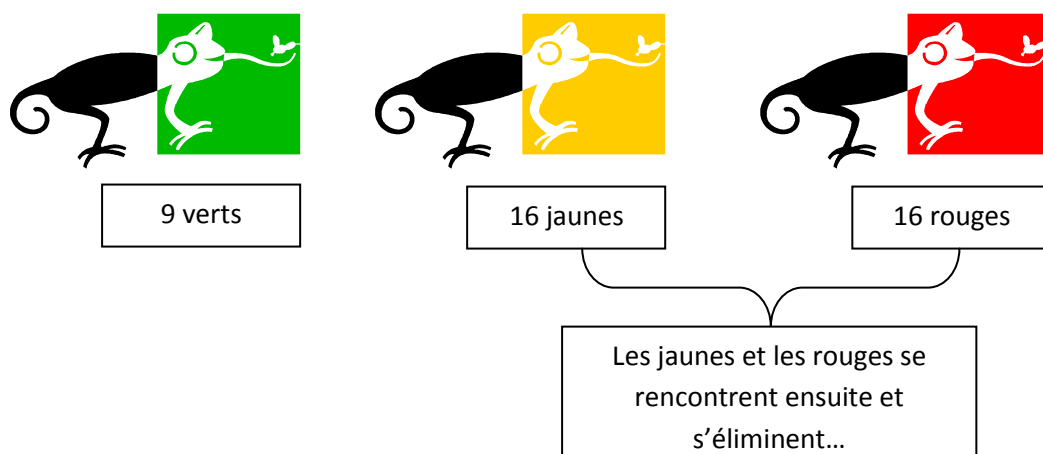 9 verts
16 jaunes
16 rouges
Les jaunes et les rouges se
rencontrent ensuite et
s’éliminent…